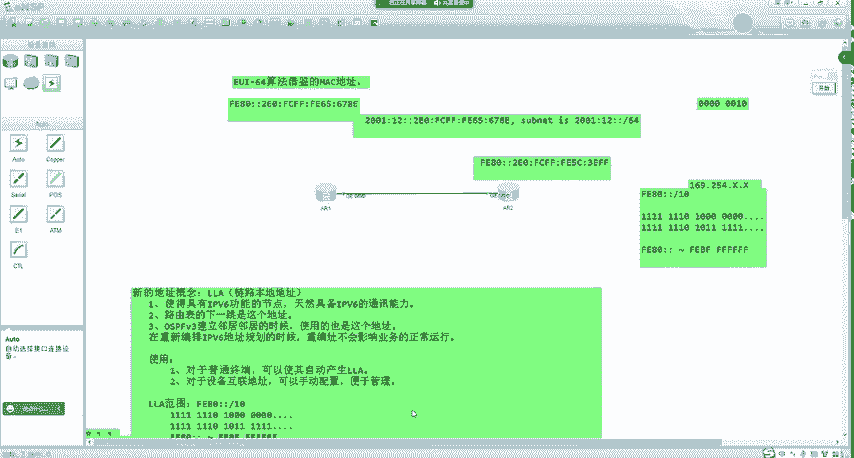 eNSP
EUI-64算法借鉴的MAC地址。
FE80::2E0:FCFF:FE65:678E
2001:12::2E0:FCFF:FE65:678E, subnet is 2001:12::/64
0000 0010
FE80::2E0:FCFF:FE5C:3EFF
169.254.X.X
FE80::/10
1111 1110 1000 0000....
1111 1110 1011 1111....
FE80:: ~ FEBF FFFFFF
AR1
AR2
Auto
Copper
Serial
POS
E1
ATM
CTL
新的地址概念：LLA（链路本地地址）
1、使得具有IPV6功能的节点，天然具备IPV6的通讯能力。
2、路由表的下一跳是这个地址。
3、OSPFv3建立邻居邻居的时候，使用的也是这个地址。
在重新编排IPV6地址规划的时候，重编址不会影响业务的正常运行。
使用：
1、对于普通终端，可以使其自动产生LLA。
2、对于设备互联地址，可以手动配置，便于管理。
LLA范围：FE80::/10
1111 1110 1000 0000....
1111 1110 1011 1111....
Auto
自动选择接口连接设备。